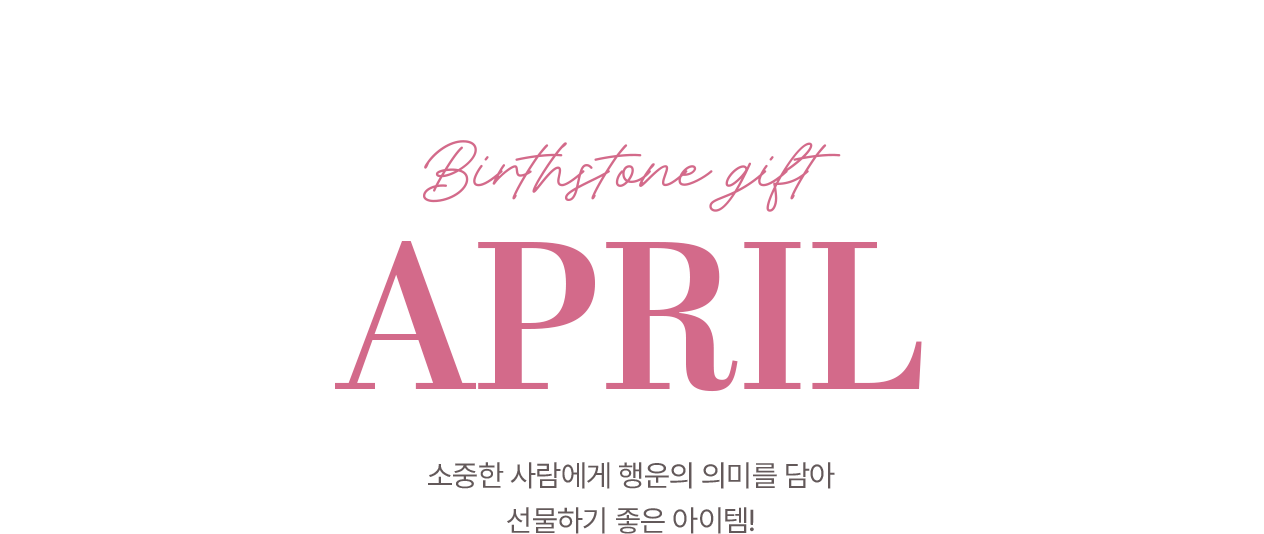 Birthstone gift
APRIL
소중한 사람에게 행운의 의미를 담아
선물하기 좋은 아이템!